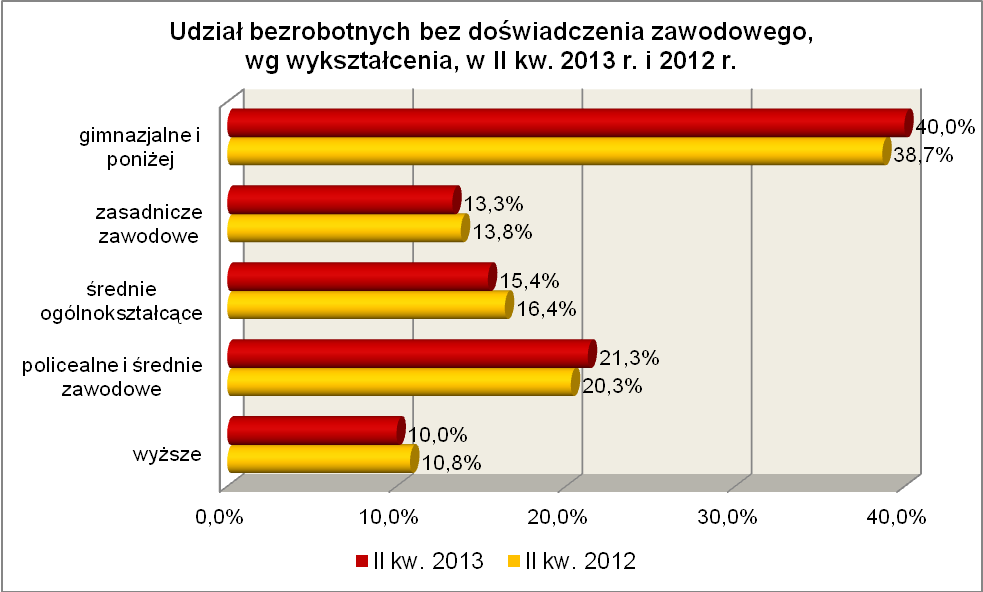 Udział bezrobotnych bez doświadczenia zawodowego,
wg wykształcenia, w II kw. 2013 r. i 2012 r.
gimnazjalne i
poniżej
40,0%
38,7%
zasadnicze
zawodowe
13,3%
13,8%
średnie
ogólnokształcące
15,4%
16,4%
policealne i średnie
zawodowe
21,3%
20,3%
wyższe
10,0%
10,8%
0,0% 10,0% 20,0% 30,0% 40,0%
II kw. 2013 II kw. 2012